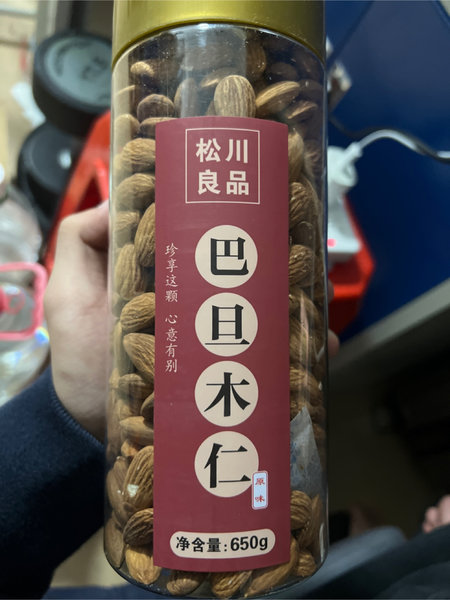 松川
良品
珍享这颗 心意有别
巴旦木仁
原味
净含量:650g